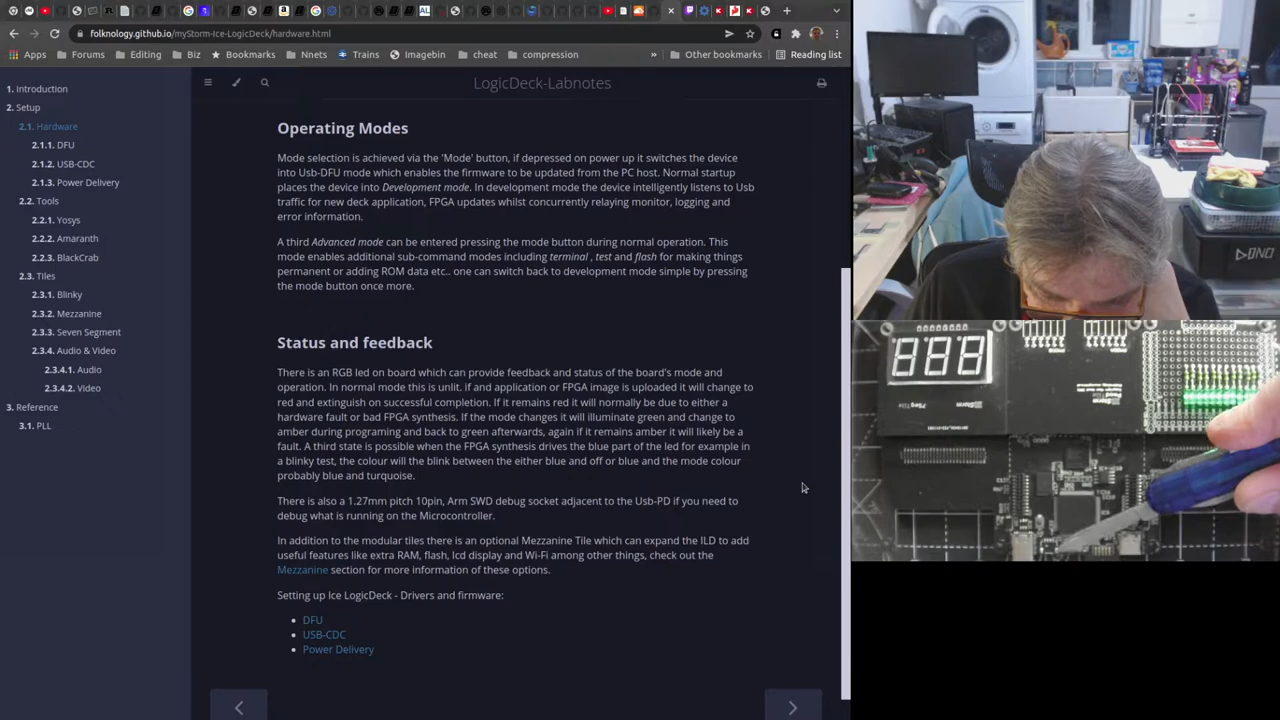 folknology.github.io/myStorm-Ice-LogicDeck/hardware.html
Apps Forums Editing Biz Bookmarks Nnets Trains Imagebin cheat compression » Other bookmarks Reading list
LogicDeck-Labnotes
1. Introduction
2. Setup
2.1. Hardware
2.1.1. DFU
2.1.2. USB-CDC
2.1.3. Power Delivery
2.2. Tools
2.2.1. Yosys
2.2.2. Amaranth
2.2.3. BlackCrab
2.3. Tiles
2.3.1. Blinky
2.3.2. Mezzanine
2.3.3. Seven Segment
2.3.4. Audio & Video
2.3.4.1. Audio
2.3.4.2. Video
3. Reference
3.1. PLL
Operating Modes
Mode selection is achieved via the 'Mode' button, if depressed on power up it switches the device
into Usb-DFU mode which enables the firmware to be updated from the PC host. Normal startup
places the device into Development mode. In development mode the device intelligently listens to Usb
traffic for new deck application, FPGA updates whilst concurrently relaying monitor, logging and
error information.
A third Advanced mode can be entered pressing the mode button during normal operation. This
mode enables additional sub-command modes including terminal , test and flash for making things
permanent or adding ROM data etc.. one can switch back to development mode simple by pressing
the mode button once more.
Status and feedback
There is an RGB led on board which can provide feedback and status of the board's mode and
operation. In normal mode this is unlit. if and application or FPGA image is uploaded it will change to
red and extinguish on successful completion. If it remains red it will normally be due to either a
hardware fault or bad FPGA synthesis. If the mode changes it will illuminate green and change to
amber during programing and back to green afterwards, again if it remains amber it will likely be a
fault. A third state is possible when the FPGA synthesis drives the blue part of the led for example in
a blinky test, the colour will the blink between the either blue and off or blue and the mode colour
probably blue and turquoise.
There is also a 1.27mm pitch 10pin, Arm SWD debug socket adjacent to the Usb-PD if you need to
debug what is running on the Microcontroller.
In addition to the modular tiles there is an optional Mezzanine Tile which can expand the ILD to add
useful features like extra RAM, flash, lcd display and Wi-Fi among other things, check out the
Mezzanine section for more information of these options.
Setting up Ice LogicDeck - Drivers and firmware:
DFU
USB-CDC
Power Delivery
888